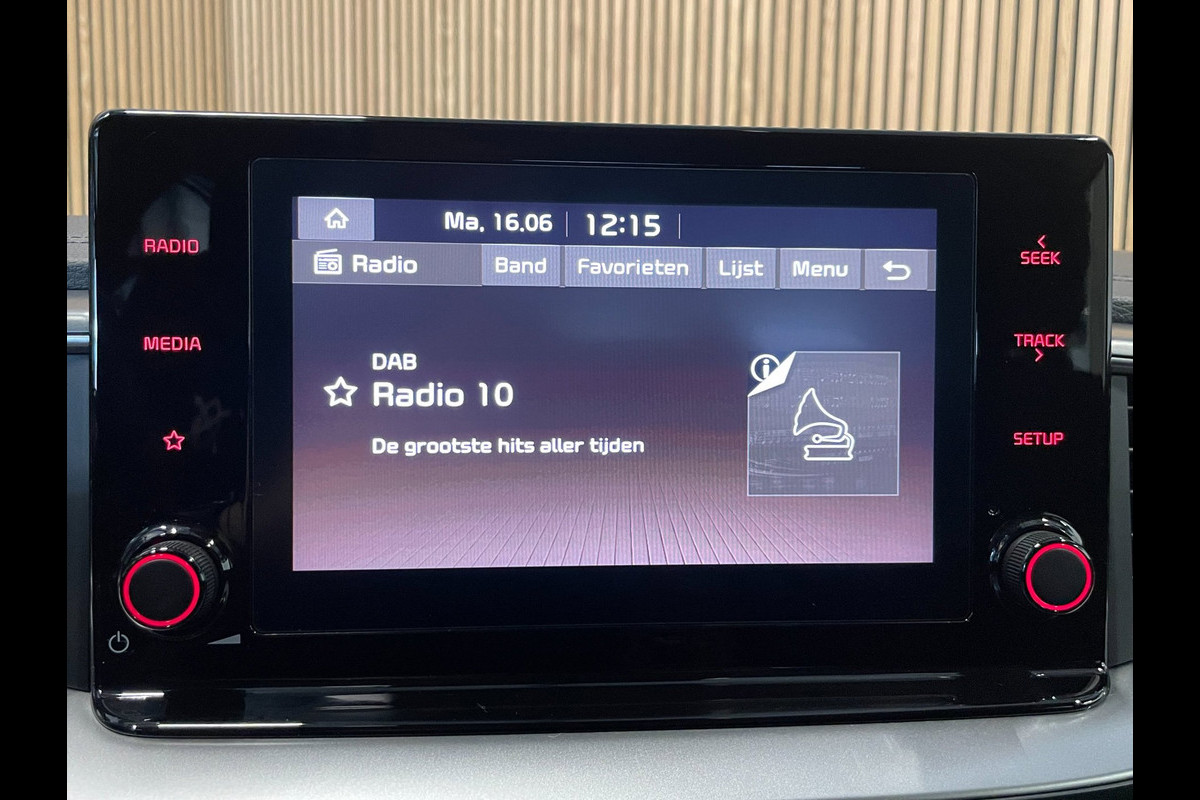 Ma. 16.06 12:15
Radio Band Favorieten Lijst Menu
DAB
Radio 10
De grootste hits aller tijden
RADIO
MEDIA
SEEK
TRACK
SETUP